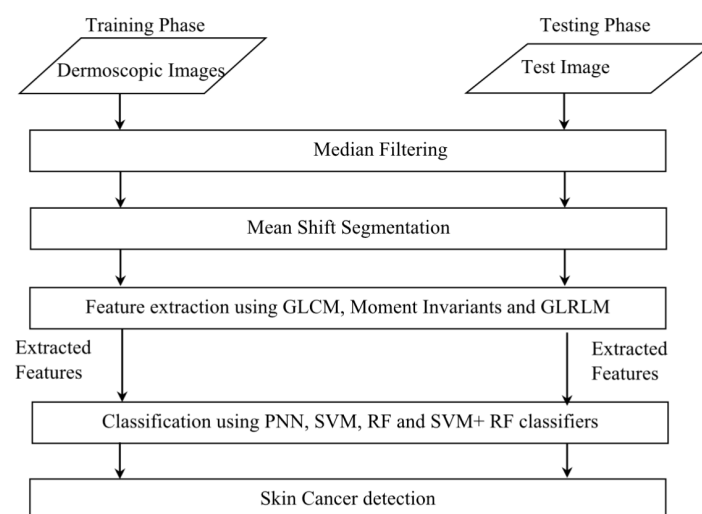 Training Phase
Testing Phase
Dermoscopic Images
Test Image
Median Filtering
Mean Shift Segmentation
Feature extraction using GLCM, Moment Invariants and GLRLM
Extracted
Features
Extracted
Features
Classification using PNN, SVM, RF and SVM+ RF classifiers
Skin Cancer detection